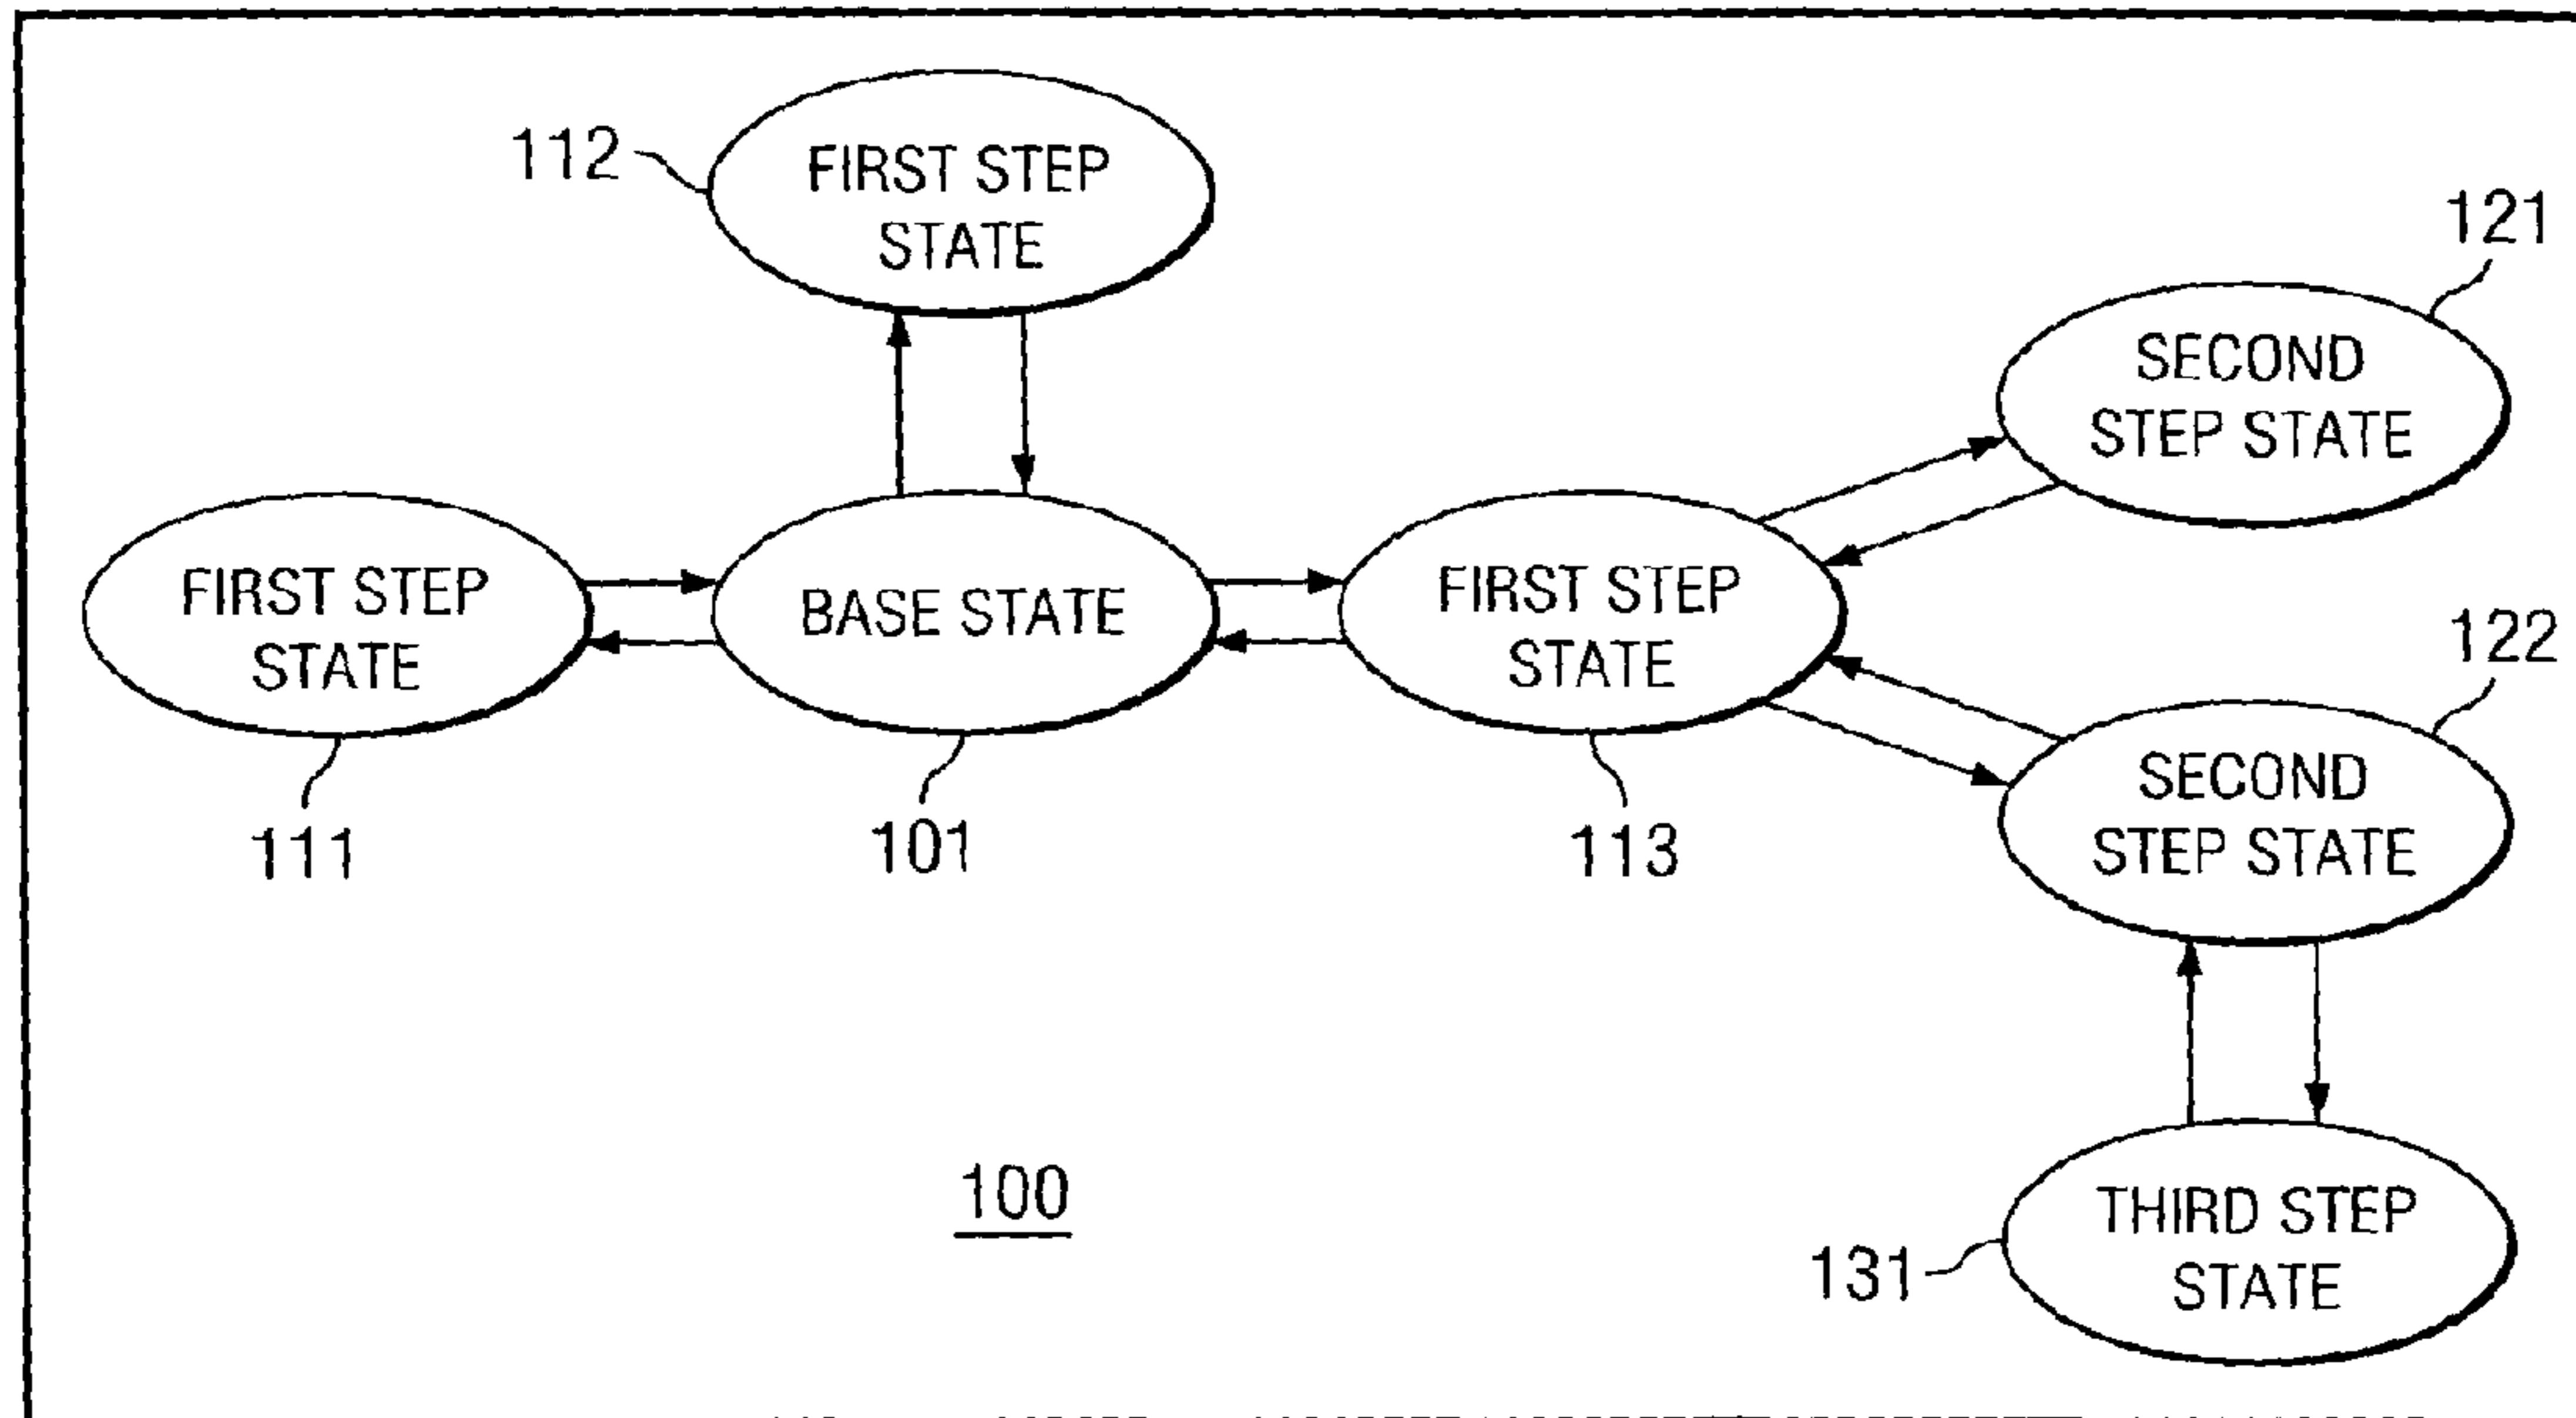 112
FIRST STEP
STATE
121
SECOND
STEP STATE
FIRST STEP
STATE
111
BASE STATE
101
FIRST STEP
STATE
113
122
SECOND
STEP STATE
100
131
THIRD STEP
STATE